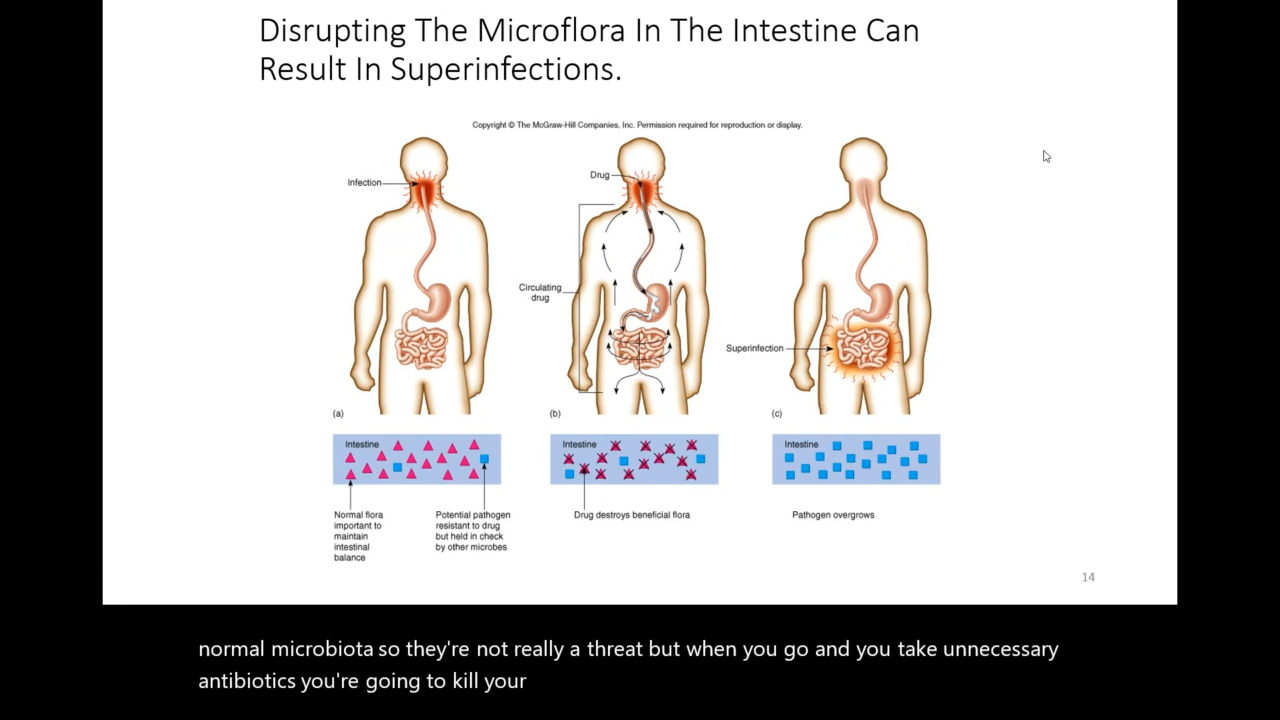 Disrupting The Microflora In The Intestine Can
Result In Superinfections.
Copyright © The McGraw-Hill Companies, Inc. Permission required for reproduction or display.
Infection
Drug
Circulating
drug
Superinfection
(a)
(b)
(c)
Intestine
Intestine
Intestine
Normal flora
important to
maintain
intestinal
balance
Potential pathogen
resistant to drug
but held in check
by other microbes
Drug destroys beneficial flora
Pathogen overgrows
14
normal microbiota so they're not really a threat but when you go and you take unnecessary
antibiotics you're going to kill your